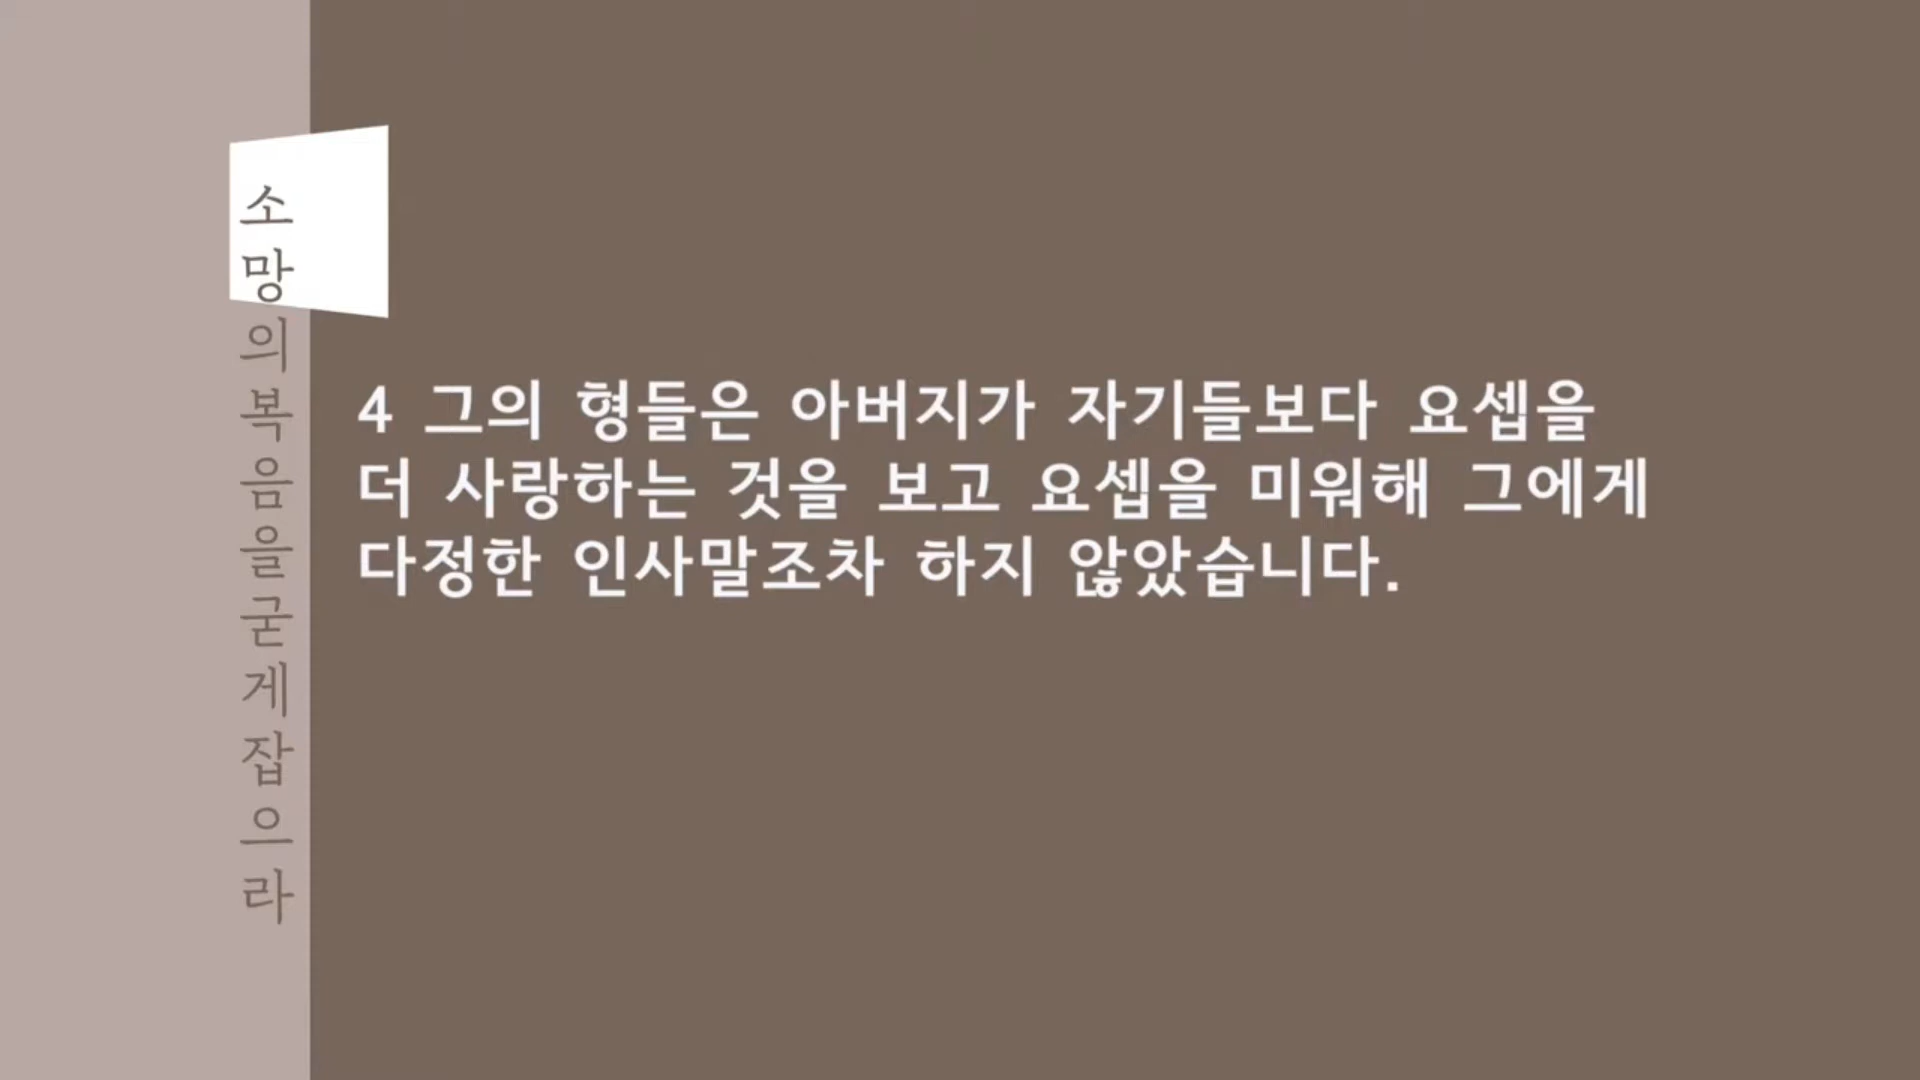 소망의복음을굳게잡으라
4 그의 형들은 아버지가 자기들보다 요셉을
더 사랑하는 것을 보고 요셉을 미워해 그에게
다정한 인사말조차 하지 않았습니다.